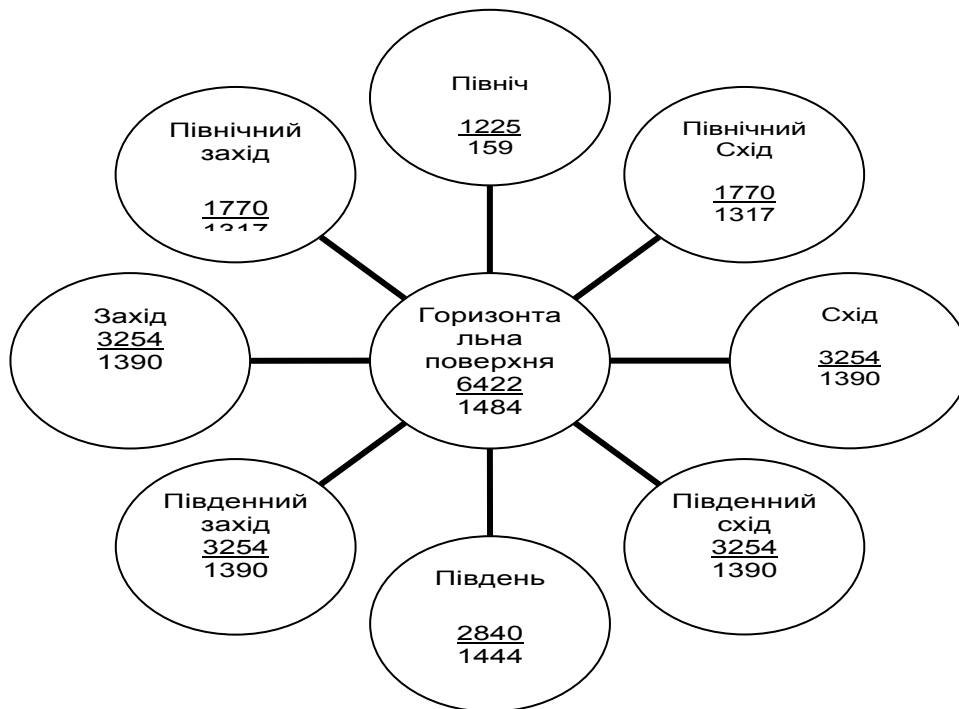 Північ
1225
159
Північний
Схід
1770
1317
Схід
3254
1390
Південний
схід
3254
1390
Південь
2840
1444
Південний
захід
3254
1390
Захід
3254
1390
Північний
захід
1770
1317
Горизонта
льна
поверхня
6422
1484